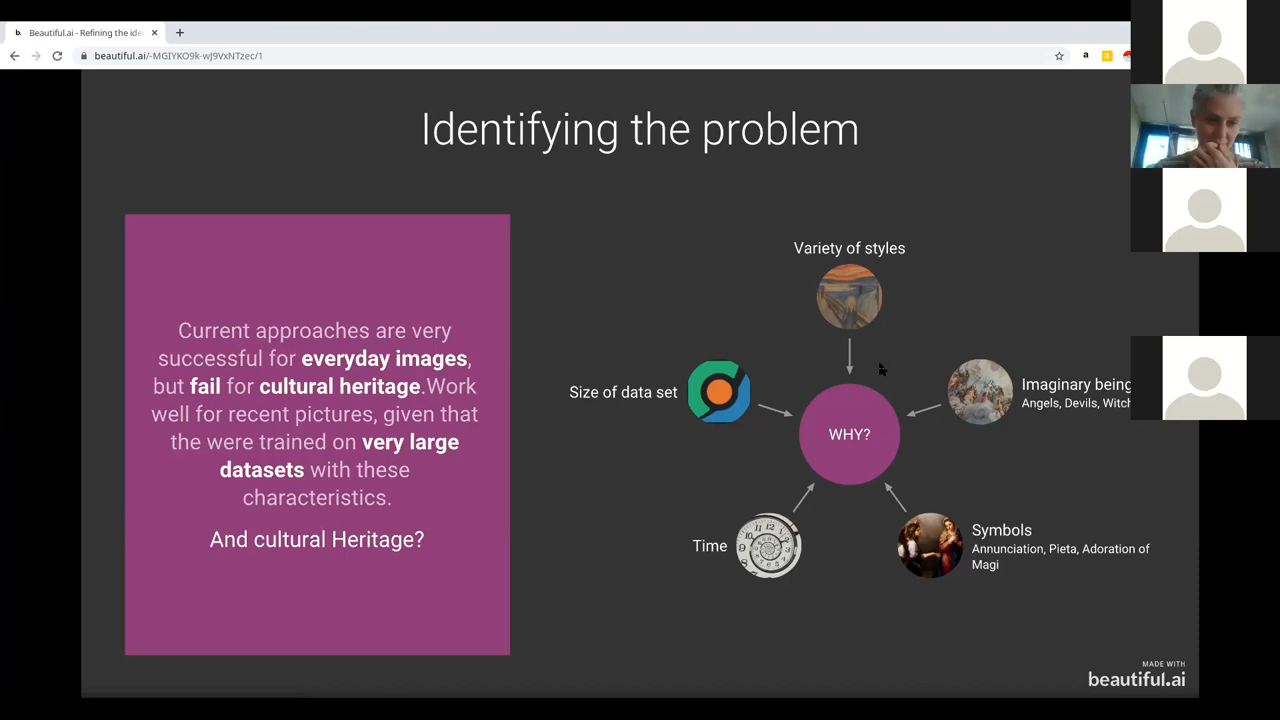 Beautiful.ai - Refining the ide
beautiful.ai/-MGIYKO9k-wJ9VxNTzec/1
Identifying the problem
Current approaches are very
successful for everyday images,
but fail for cultural heritage.Work
well for recent pictures, given that
the were trained on very large
datasets with these
characteristics.
And cultural Heritage?
Variety of styles
Size of data set
Imaginary being
Angels, Devils, Witch
WHY?
Time
Symbols
Annunciation, Pieta, Adoration of
Magi
MADE WITH
beautiful.ai